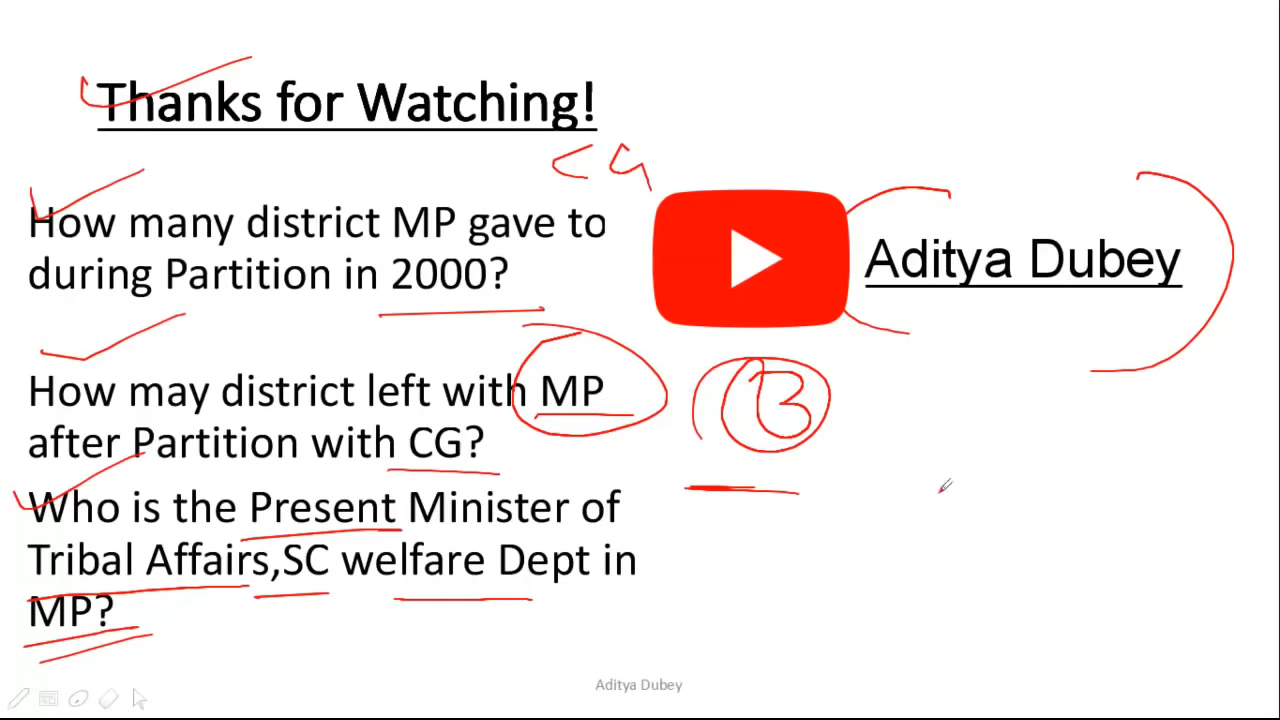 Thanks for Watching!
CG
How many district MP gave to
during Partition in 2000?
Aditya Dubey
How may district left with MP
after Partition with CG?
Who is the Present Minister of
Tribal Affairs,SC welfare Dept in
MP?
Aditya Dubey